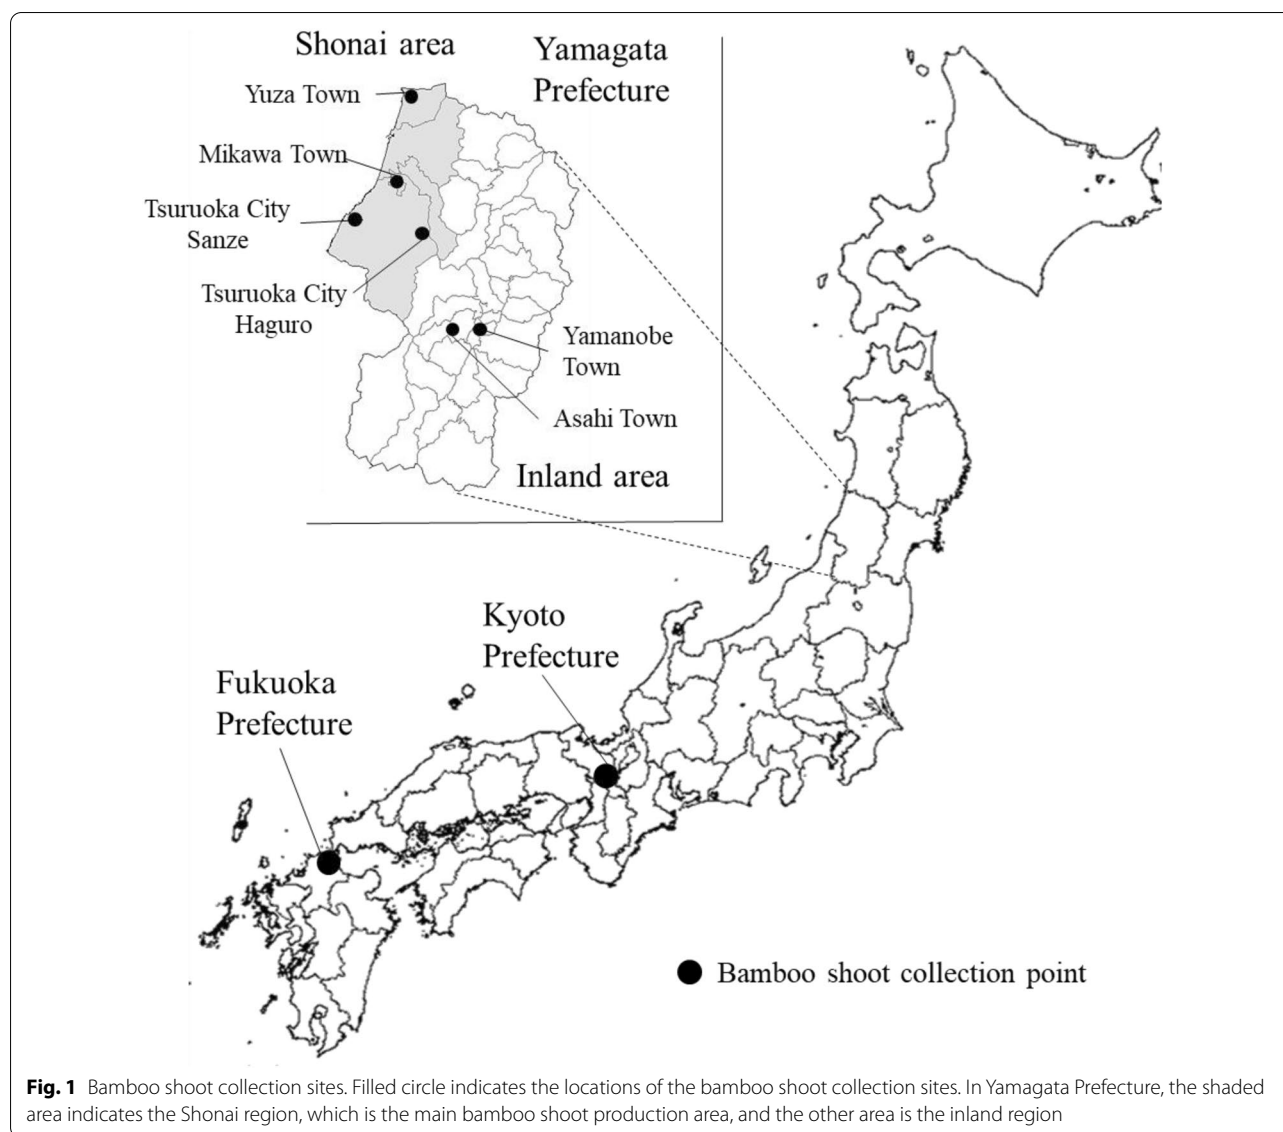 Shonai area
Yamagata
Prefecture
Yuza Town
Mikawa Town
Tsuruoka City
Sanze
Tsuruoka City
Haguro
Yamanobe
Town
Asahi Town
Inland area
Kyoto
Prefecture
Fukuoka
Prefecture
Bamboo shoot collection point
Fig. 1 Bamboo shoot collection sites. Filled circle indicates the locations of the bamboo shoot collection sites. In Yamagata Prefecture, the shaded
area indicates the Shonai region, which is the main bamboo shoot production area, and the other area is the inland region